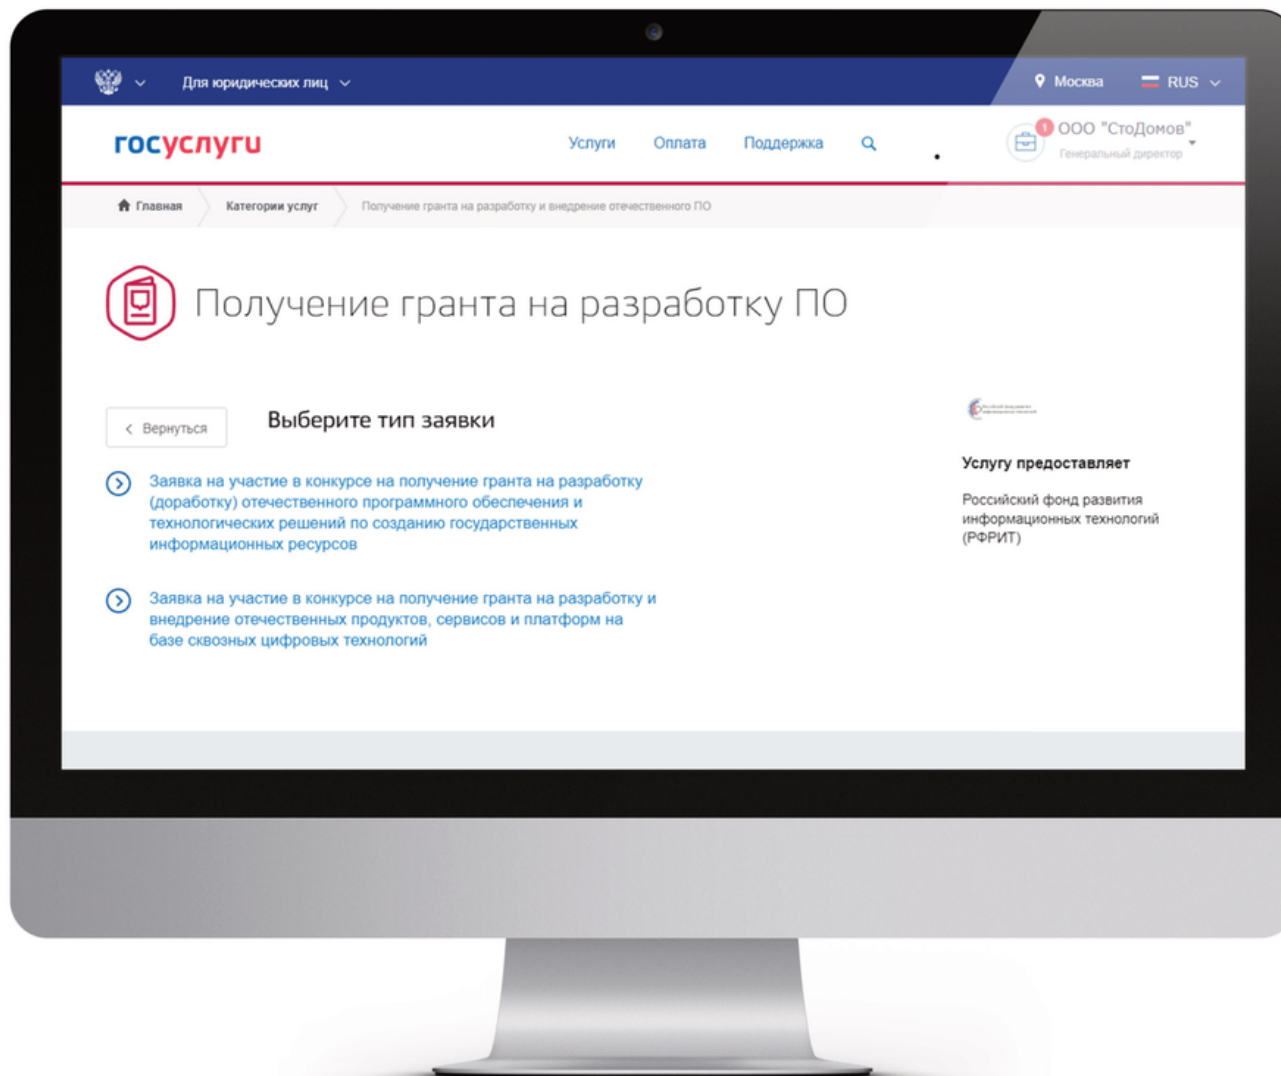 Для юридических лиц
Москва
RUS
госуслуги
Услуги
Оплата
Поддержка
1
ООО "СтоДомов"
Генеральный директор
Главная
Категории услуг
Получение гранта на разработку и внедрение отечественного ПО
Получение гранта на разработку ПО
Вернуться
Выберите тип заявки
Заявка на участие в конкурсе на получение гранта на разработку
(доработку) отечественного программного обеспечения и
технологических решений по созданию государственных
информационных ресурсов
Заявка на участие в конкурсе на получение гранта на разработку и
внедрение отечественных продуктов, сервисов и платформ на
базе сквозных цифровых технологий
Услугу предоставляет
Российский фонд развития
информационных технологий
(РФРИТ)